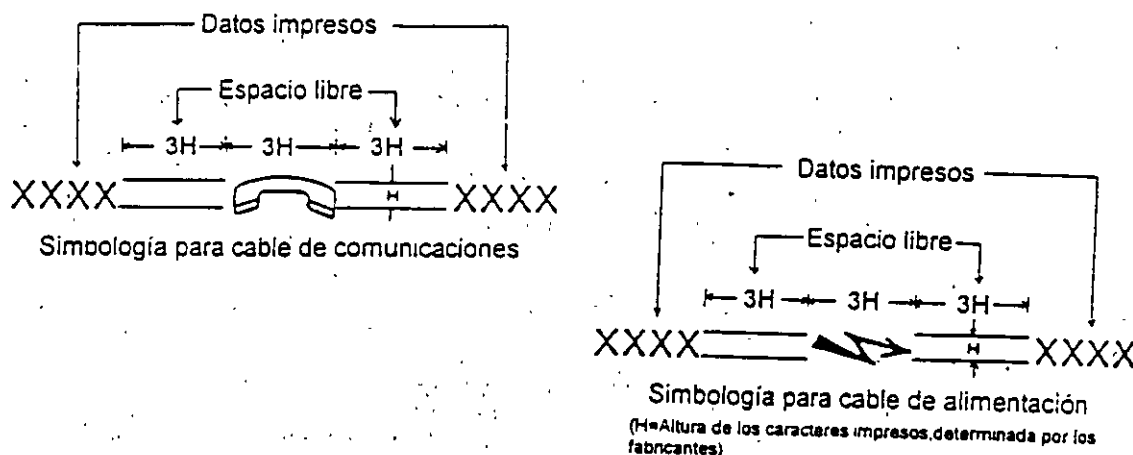 Datos impresos
Espacio libre
3H 3H 3H
XXXX H XXXX
Simbología para cable de comunicaciones
Datos impresos
Espacio libre
3H 3H 3H
XXXX H XXXX
Simbología para cable de alimentación
(H=Altura de los caracteres impresos,determinada por los
fabricantes)